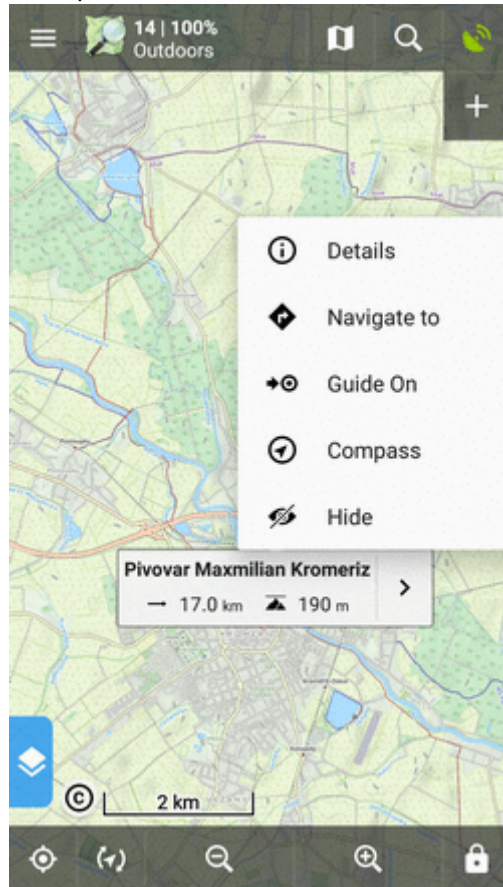 14 | 100%
Outdoors
Details
Navigate to
Guide On
Compass
Hide
Pivovar Maxmilian Kromeriz
17.0 km
190 m
©
2 km